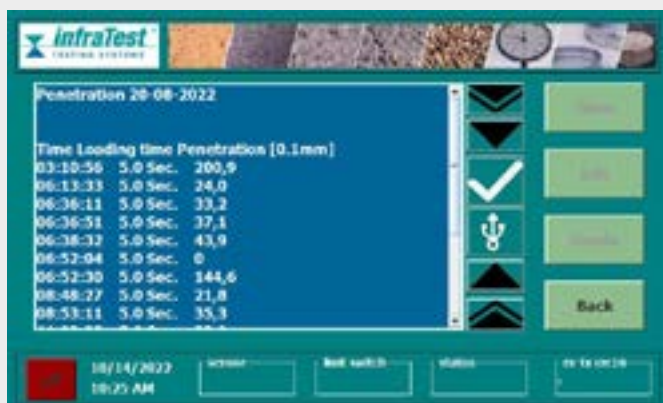 infraTest
TESTING SYSTEMS
Penetration 20-08-2022
Time Loading time Penetration [0.1mm]
03:10:56 5.0 Sec. 200,9
06:13:33 5.0 Sec. 24,0
06:36:11 5.0 Sec. 33,2
06:36:51 5.0 Sec. 37,1
06:38:32 5.0 Sec. 43,9
06:52:04 5.0 Sec. 0
06:52:30 5.0 Sec. 144,6
08:48:27 5.0 Sec. 21,8
08:53:11 5.0 Sec. 35,3
Back
10/14/2022
10:25 AM
sensor
limit switch
status